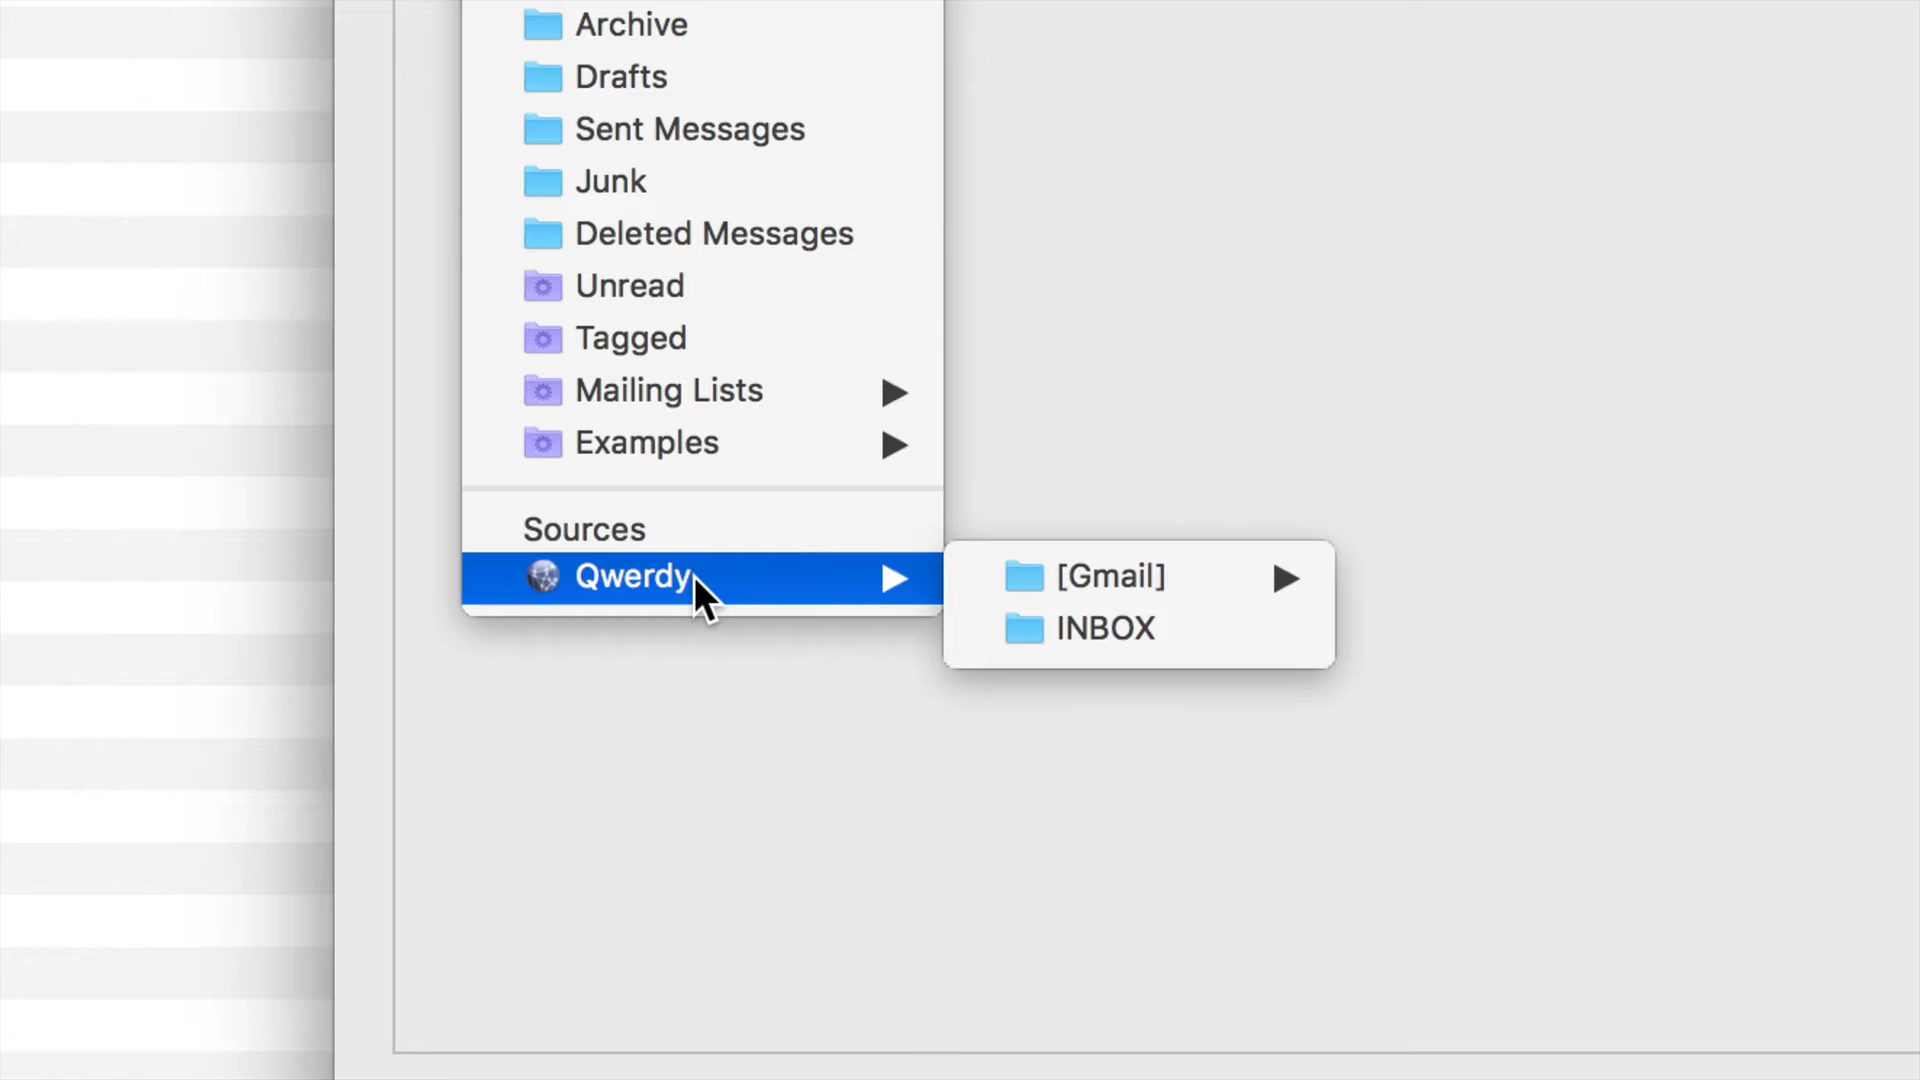 Archive
Drafts
Sent Messages
Junk
Deleted Messages
Unread
Tagged
Mailing Lists
Examples
Sources
Qwerdy
[Gmail]
INBOX